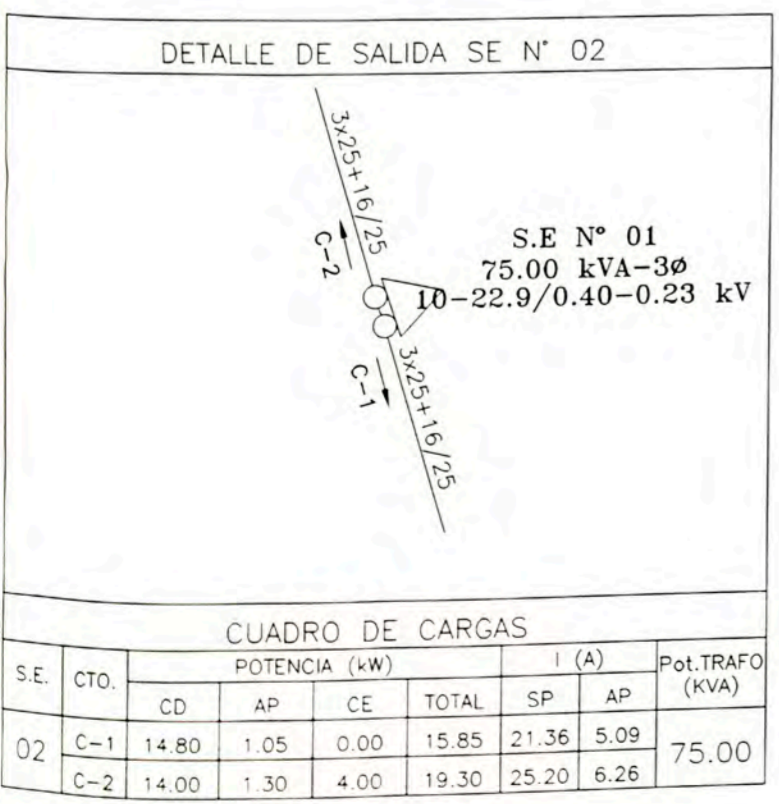 DETALLE DE SALIDA SE N° 02
3x25+16/25
C-2
S.E N° 01
75.00 kVA-3ø
10-22.9/0.40-0.23 kV
C-1
3x25+16/25
CUADRO DE CARGAS
S.E. CTO. POTENCIA (kW) I (A) Pot.TRAFO (KVA)
CD AP CE TOTAL SP AP
02 C-1 14.80 1.05 0.00 15.85 21.36 5.09 75.00
C-2 14.00 1.30 4.00 19.30 25.20 6.26